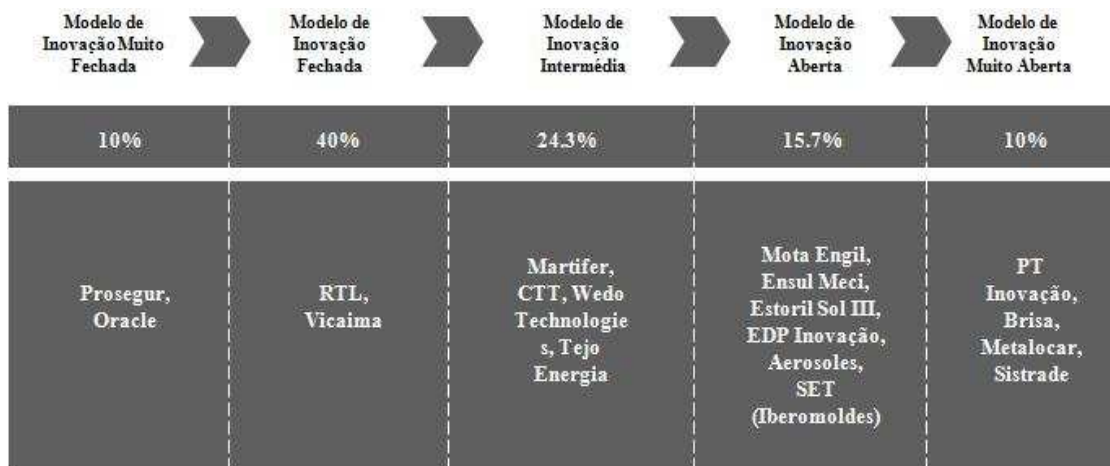 Modelo de
Inovação Muito
Fechada
Modelo de
Inovação
Fechada
Modelo de
Inovação
Intermédia
Modelo de
Inovação
Aberta
Modelo de
Inovação
Muito Aberta
10%
40%
24.3%
15.7%
10%
Prosegur,
Oracle
RTL,
Vicaima
Martifer,
CTT, Wedo
Technologie
s, Tejo
Energia
Mota Engil,
Ensul Meci,
Estoril Sol III,
EDP Inovação,
Aerosoles,
SET
(Iberomoldes)
PT
Inovação,
Brisa,
Metalocar,
Sistrade